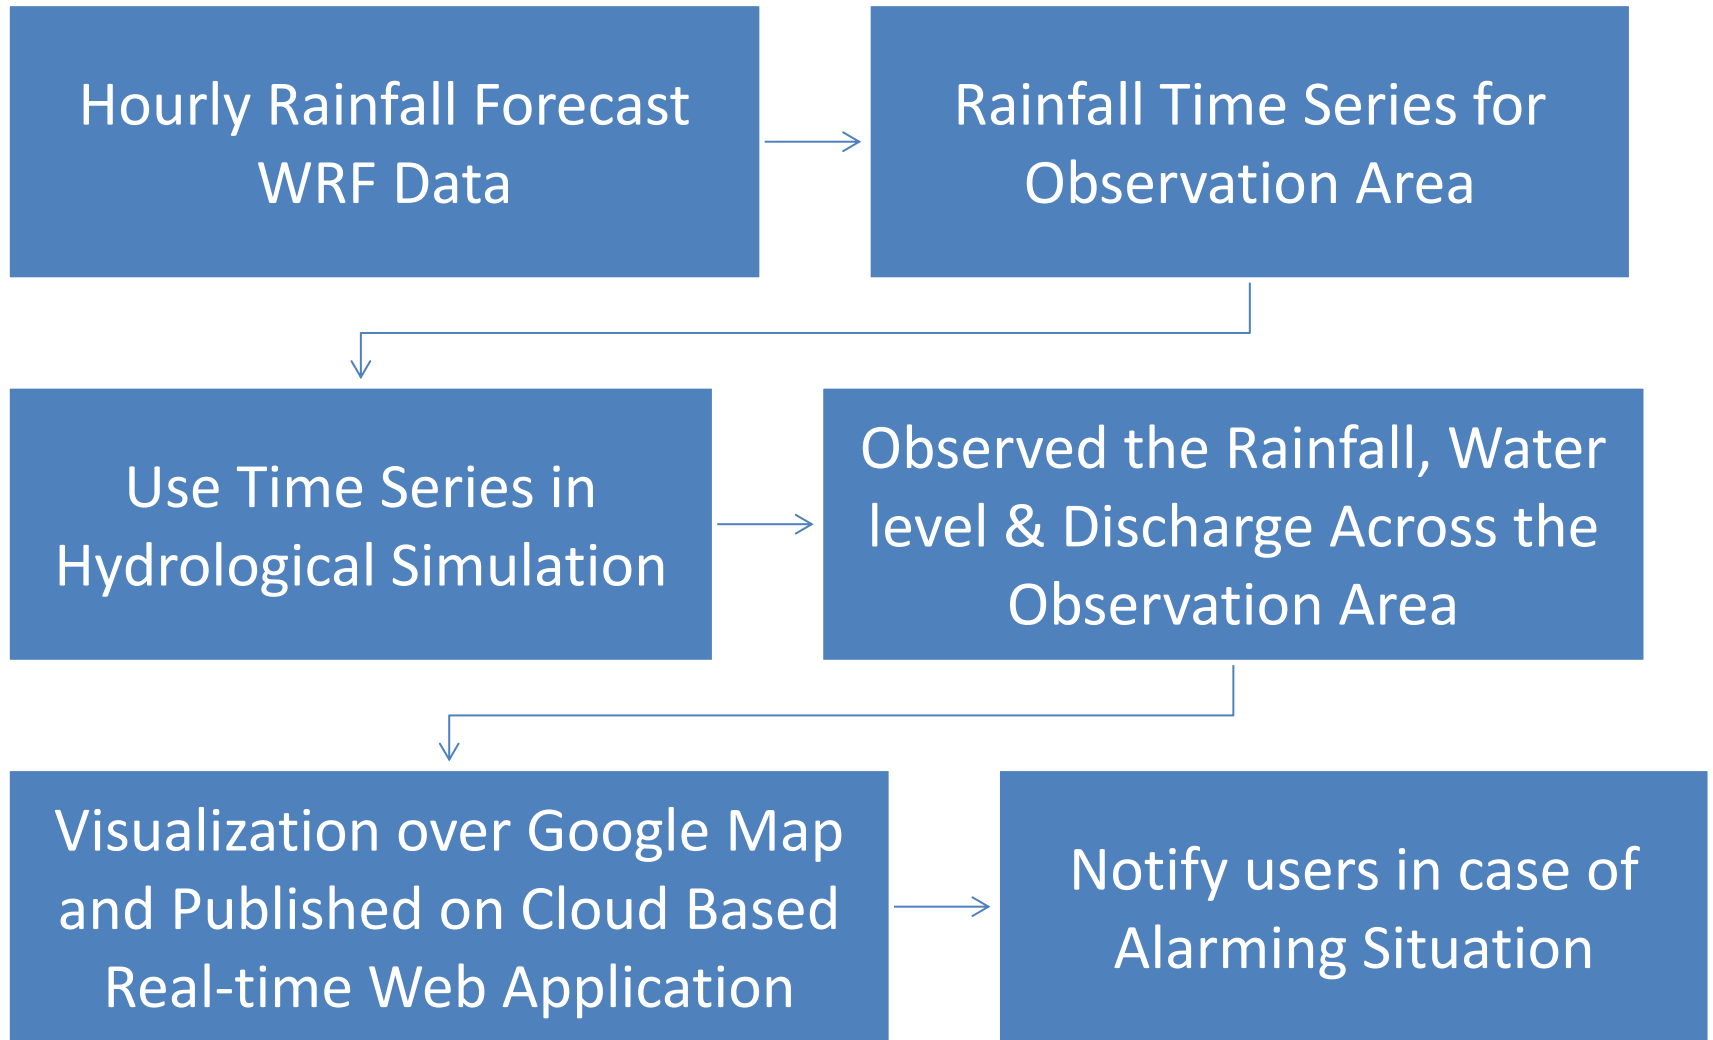 Hourly Rainfall Forecast
WRF Data
Rainfall Time Series for
Observation Area
Use Time Series in
Hydrological Simulation
Observed the Rainfall, Water
level & Discharge Across the
Observation Area
Visualization over Google Map
and Published on Cloud Based
Real-time Web Application
Notify users in case of
Alarming Situation